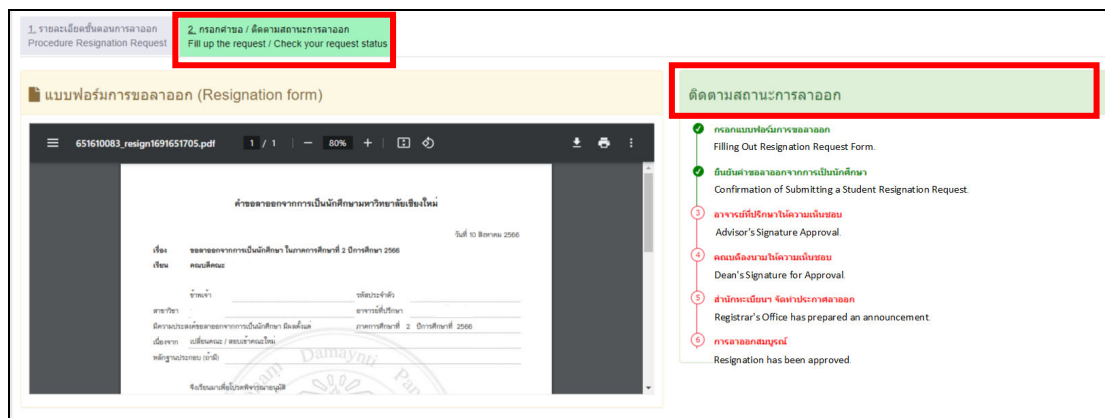 1. รายละเอียดขั้นตอนการลาออก
Procedure Resignation Request
2. กรอกคำขอ / ติดตามสถานะการลาออก
Fill up the request / Check your request status
แบบฟอร์มการขอลาออก (Resignation form)
651610083_resign1691651705.pdf
1 / 1
80%
คำขอลาออกจากการเป็นนักศึกษามหาวิทยาลัยเชียงใหม่
วันที่ 10 สิงหาคม 2566
เรื่อง ขอลาออกจากการเป็นนักศึกษา ในภาคการศึกษาที่ 2 ปีการศึกษา 2566
เรียน คณบดีคณะ
ข้าพเจ้า รหัสประจำตัว
สาขาวิชา อาจารย์ที่ปรึกษา
มีความประสงค์ขอลาออกจากการเป็นนักศึกษา มีผลตั้งแต่ ภาคการศึกษาที่ 2 ปีการศึกษาที่ 2566
เนื่องจาก เปลี่ยนคณะ / สอบเข้าคณะใหม่
หลักฐานประกอบ (ถ้ามี)
Damaynti
จึงเรียนมาเพื่อโปรดพิจารณาอนุมัติ
ติดตามสถานะการลาออก
กรอกแบบฟอร์มการขอลาออก
Filling Out Resignation Request Form.
ยืนยันคำขอลาออกจากการเป็นนักศึกษา
Confirmation of Submitting a Student Resignation Request.
3 อาจารย์ที่ปรึกษาให้ความเห็นชอบ
Advisor's Signature Approval.
4 คณบดีลงนามให้ความเห็นชอบ
Dean's Signature for Approval
5 สำนักทะเบียนฯ จัดทำประกาศลาออก
Registrar's Office has prepared an announcement.
6 การลาออกสมบูรณ์
Resignation has been approved.